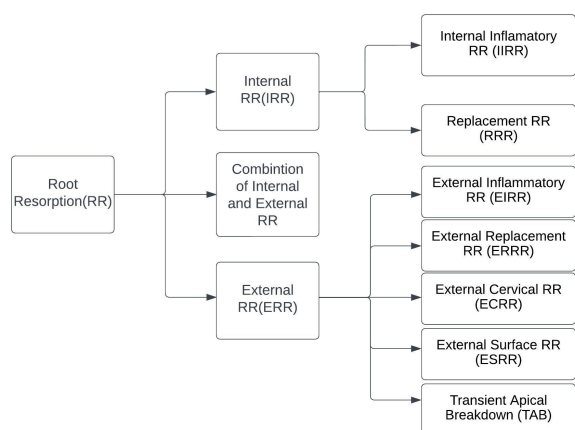 Root
Resorption(RR)
Internal
RR(IRR)
Combintion
of Internal
and External
RR
External
RR(ERR)
Internal Inflamatory
RR (IIRR)
Replacement RR
(RRR)
External Inflammatory
RR (EIRR)
External Replacement
RR (ERRR)
External Cervical RR
(ECRR)
External Surface RR
(ESRR)
Transient Apical
Breakdown (TAB)